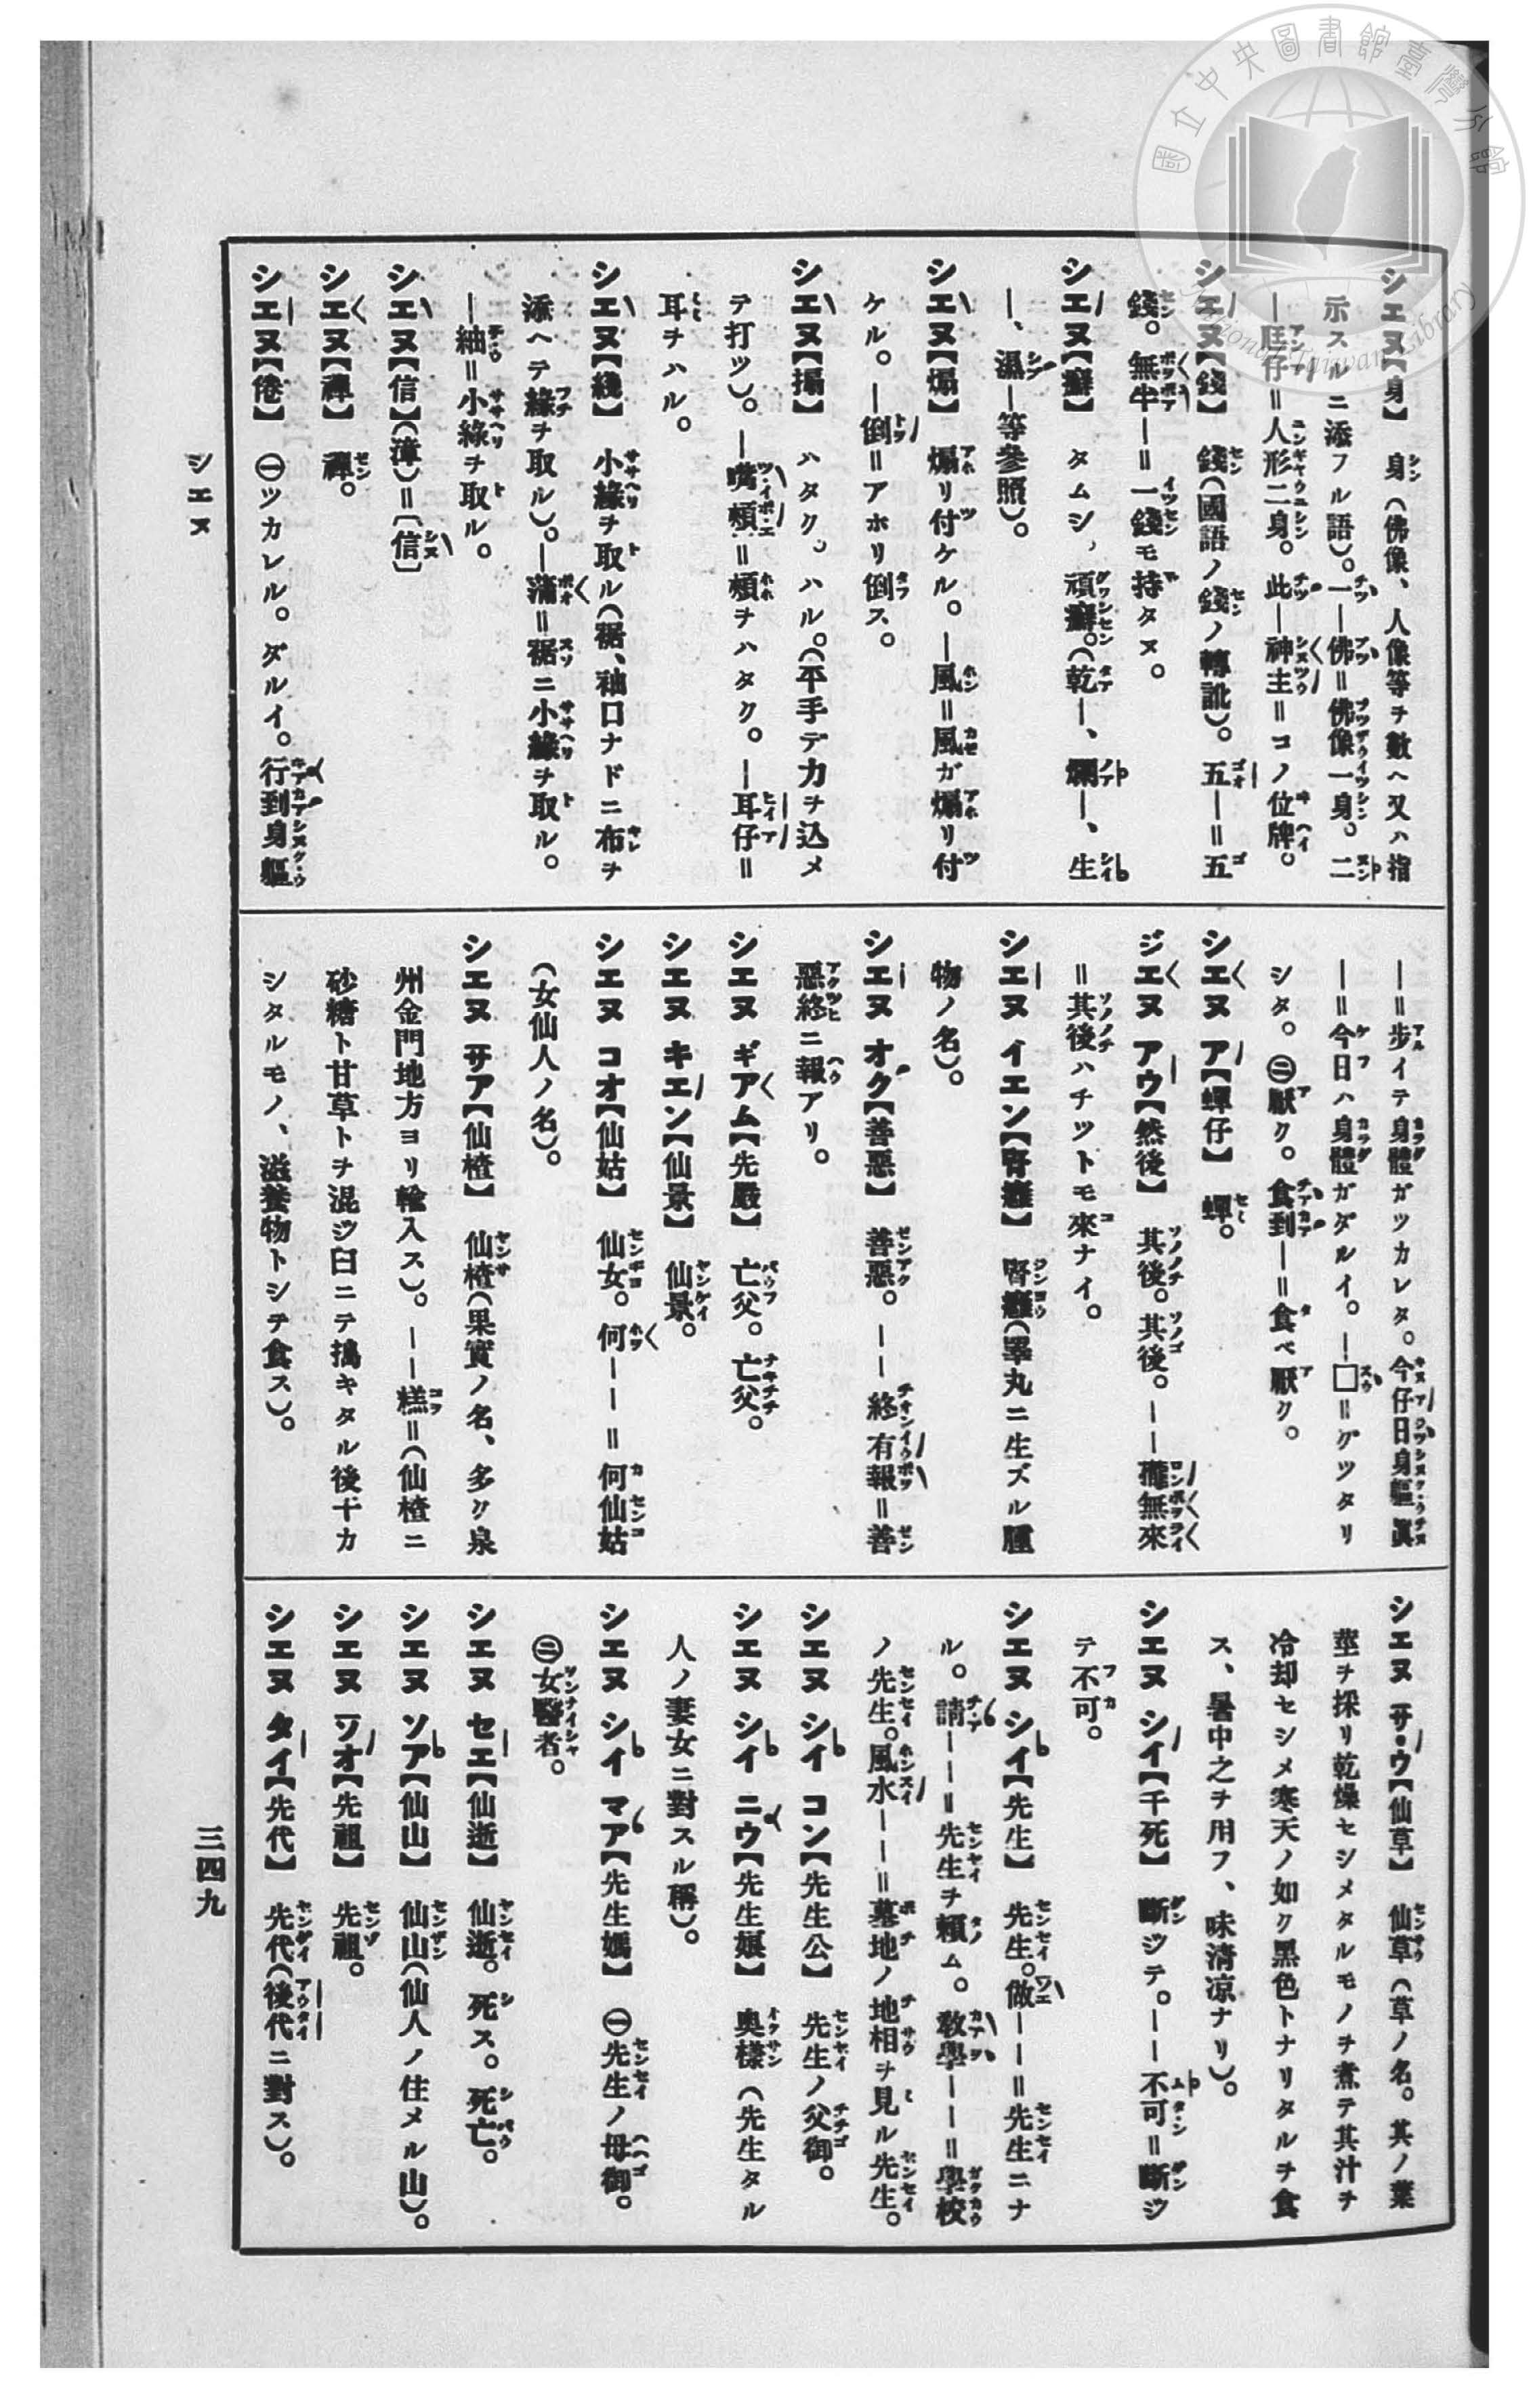 國立中央圖書館臺灣分館
National Taiwan Library
シエヌ【身】 身(佛像、人像等ヲ數ヘ又ハ指
示スルニ添フル語)。一—佛=佛像一身。二
—尪仔=人形二身。此—神主=コノ位牌。
シエヌ【錢】 錢(國語ノ錢ノ轉訛)。五—=五
錢。無半—=一錢モ持タヌ。
シエヌ【癬】 タムシ、頑癬。(乾—、爛—、生
—、濕—等參照)。
シエヌ【煽】 煽リ付ケル。—風=風ガ煽リ付
ケル。—倒=アホリ倒ス。
シエヌ【搧】 ハタク。ハル。(平手デ力ヲ込メ
テ打ツ)。—嘴䫌=頰ヲハタク。—耳仔=
耳ヲハル。
シエヌ【綫】 小緣ヲ取ル(裾、袖口ナドニ布ヲ
添ヘテ緣ヲ取ル)。—蒲=裾ニ小緣ヲ取ル。
—紬=小緣ヲ取ル。
シエヌ【信】(漳)=〔信〕
シエヌ【禪】 禪。
シエヌ【倦】 ㊀ツカレル。ダルイ。行到身軀
—=步イテ身體ガツカレタ。今仔日身軀眞
—=今日ハ身體ガダルイ。—□=グツタリ
シタ。㊁厭ク。食到—=食ベ厭ク。
シエヌ ア【蟬仔】 蟬。
ジエヌ アウ【然後】 其後。其後。——攏無來
=其後ハチツトモ來ナイ。
シエヌ イエン【腎癰】 腎癰(睪丸ニ生ズル腫
物ノ名)。
シエヌ オク【善惡】 善惡。——終有報=善
惡終ニ報アリ。
シエヌ ギアム【先嚴】 亡父。亡父。
シエヌ キエン【仙景】 仙景。
シエヌ コオ【仙姑】 仙女。何——=何仙姑
(女仙人ノ名)。
シエヌ サア【仙楂】 仙楂(果實ノ名、多ク泉
州金門地方ヨリ輸入ス)。——糕=(仙楂ニ
砂糖ト甘草トヲ混ジ臼ニテ搗キタル後干カ
シタルモノ、滋養物トシテ食ス)。
シエヌ サ・ウ【仙草】 仙草(草ノ名。其ノ葉
莖ヲ採リ乾燥セシメタルモノヲ煮テ其汁ヲ
冷却セシメ寒天ノ如ク黑色トナリタルヲ食
ス、暑中之ヲ用フ、味清凉ナリ)。
シエヌ シイ【千死】 斷ジテ。——不可=斷ジ
テ不可。
シエヌ シイ【先生】 先生。做——=先生ニナ
ル。請——=先生ヲ賴ム。敎學——=學校
ノ先生。風水——=墓地ノ地相ヲ見ル先生。
シエヌ シイ コン【先生公】 先生ノ父御。
シエヌ シイ ニウ【先生娘】 奥樣(先生タル
人ノ妻女ニ對スル稱)。
シエヌ シイ マア【先生媽】 ㊀先生ノ母御。
㊁女醫者。
シエヌ セエ【仙逝】 仙逝。死ス。死亡。
シエヌ ソア【仙山】 仙山(仙人ノ住メル山)。
シエヌ ソオ【先祖】 先祖。
シエヌ タイ【先代】 先代(後代ニ對ス)。
シエヌ
三四九